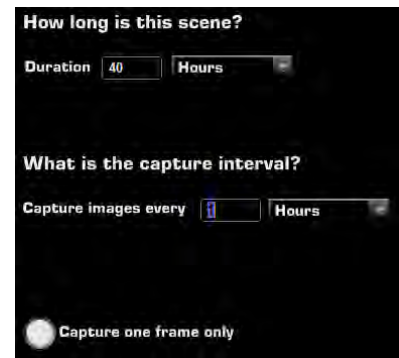 How long is this scene?
Duration 40 Hours
What is the capture interval?
Capture images every 1 Hours
Capture one frame only